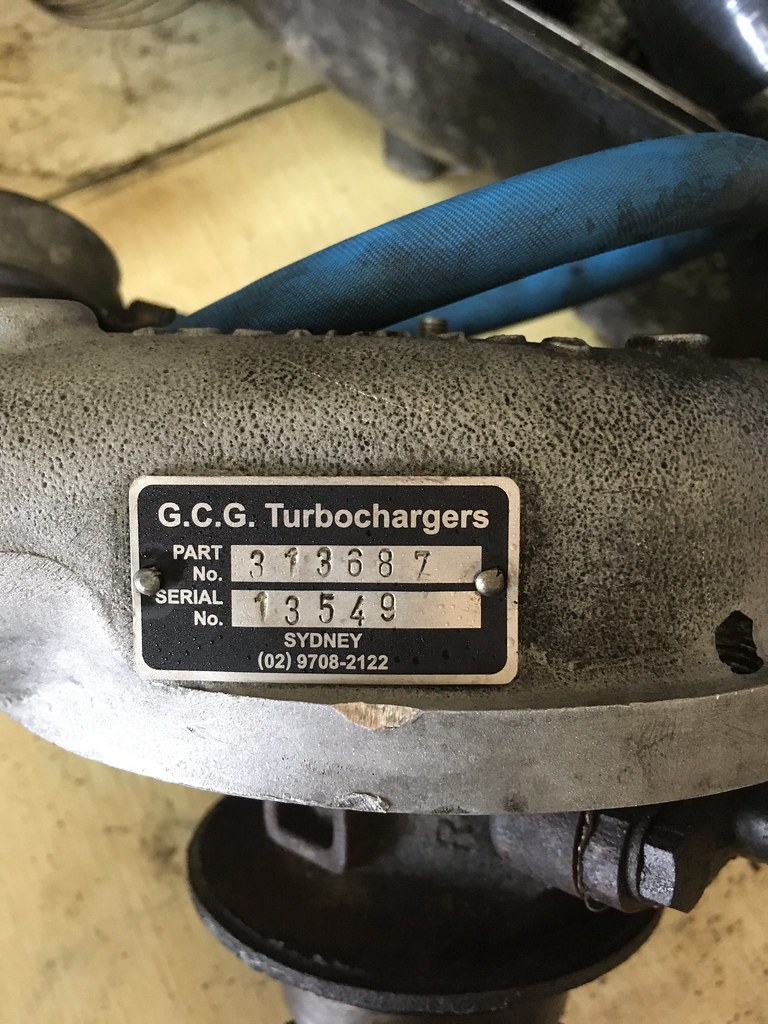 G.C.G. Turbochargers
PART No. 313687
SERIAL No. 13549
SYDNEY
(02) 9708-2122